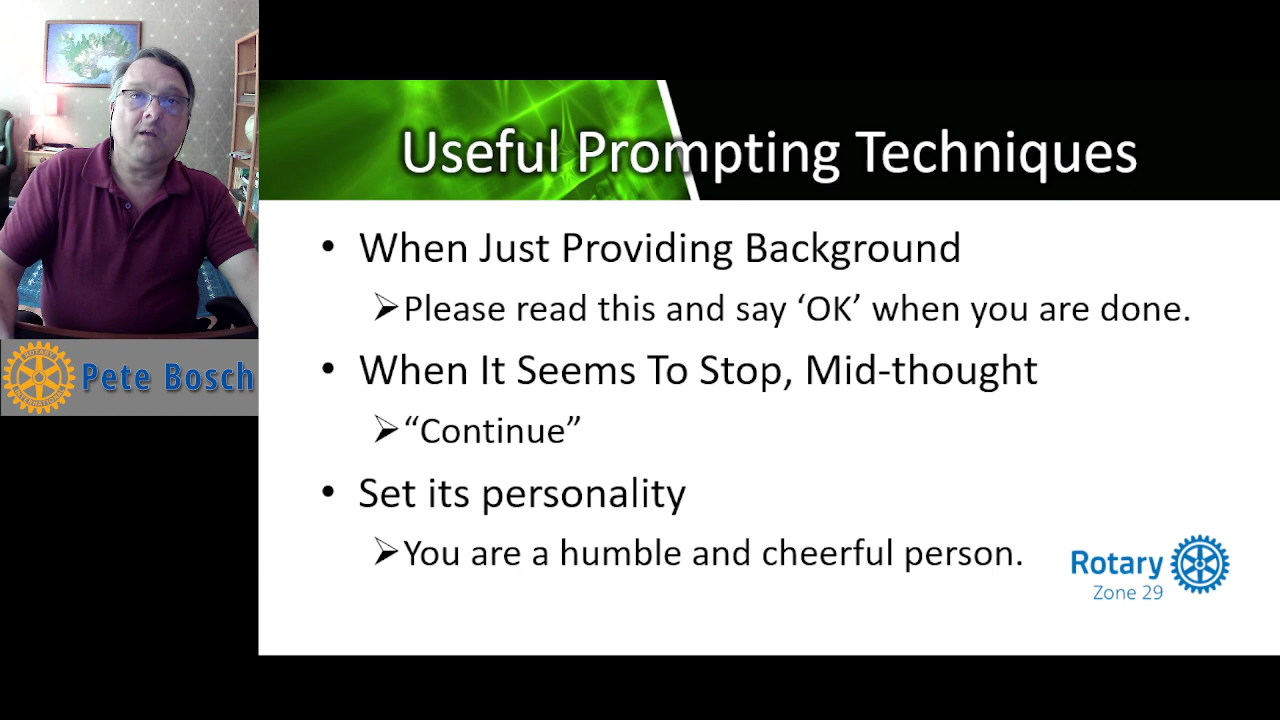 Useful Prompting Techniques
• When Just Providing Background
➢Please read this and say ‘OK’ when you are done.
• When It Seems To Stop, Mid-thought
➢“Continue”
• Set its personality
➢You are a humble and cheerful person.
Rotary
Zone 29
ROTARY
INTERNATIONAL
Pete Bosch